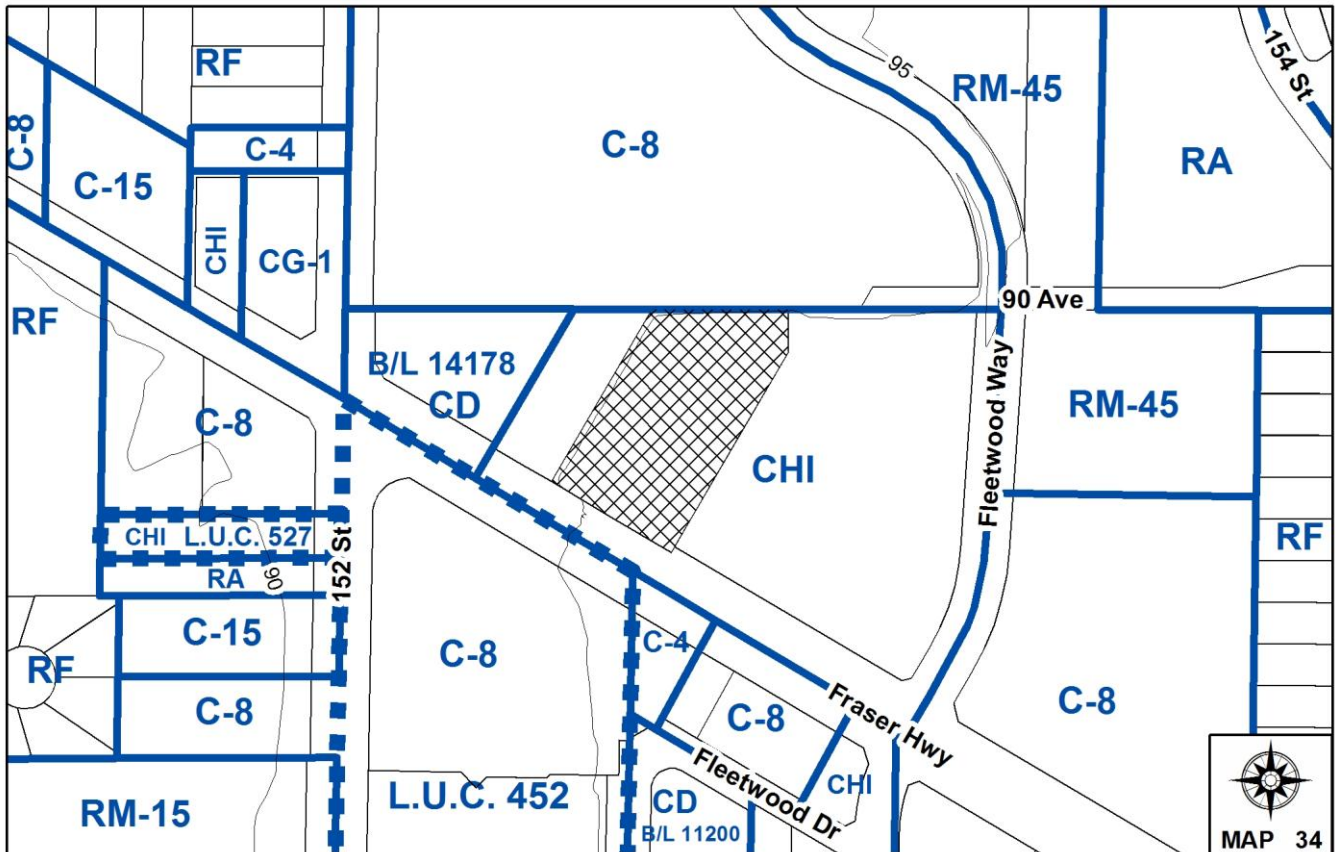 RF
C-8
C-15
C-4
CHI
CG-1
C-8
95
RM-45
154 St
RA
90 Ave
RF
B/L 14178
CD
C-8
CHI
Fleetwood Way
RM-45
RF
CHI
L.U.C. 527
RA
90
152 St
C-15
RF
C-8
C-8
C-4
C-8
Fraser Hwy
C-8
RM-15
L.U.C. 452
Fleetwood Dr
CHI
CD
B/L 11200
MAP 34